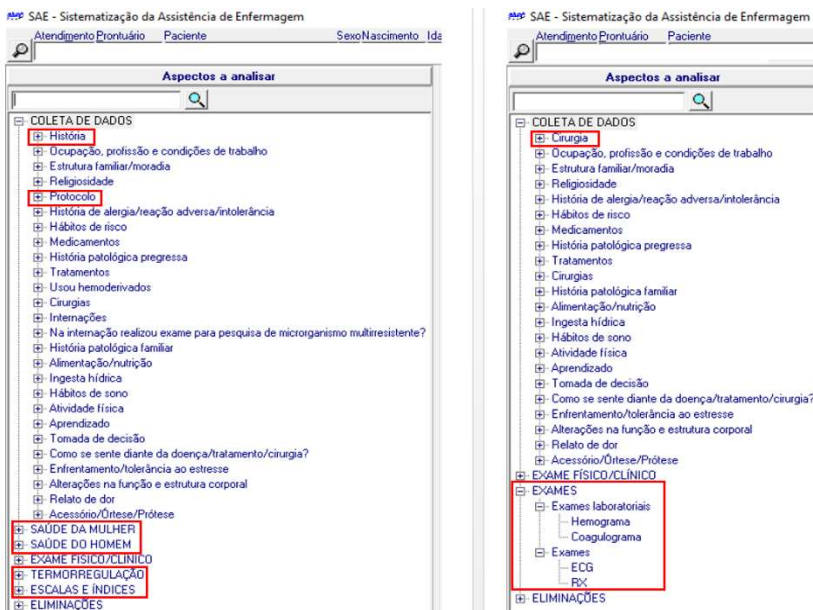 SAE - Sistematização da Assistência de Enfermagem
Atendimento Prontuário Paciente Sexo Nascimento Ida
Aspectos a analisar
COLETA DE DADOS
História
Ocupação, profissão e condições de trabalho
Estrutura familiar/moradia
Religiosidade
Protocolo
História de alergia/reação adversa/intolerância
Hábitos de risco
Medicamentos
História patológica pregressa
Tratamentos
Usou hemoderivados
Cirurgias
Internações
Na internação realizou exame para pesquisa de microrganismo multirresistente?
História patológica familiar
Alimentação/nutrição
Ingesta hídrica
Hábitos de sono
Atividade física
Aprendizado
Tomada de decisão
Como se sente diante da doença/tratamento/cirurgia?
Enfrentamento/tolerância ao estresse
Alterações na função e estrutura corporal
Relato de dor
Acessório/Órtese/Prótese
SAÚDE DA MULHER
SAÚDE DO HOMEM
EXAME FÍSICO/CLÍNICO
TERMORREGULAÇÃO
ESCALAS E ÍNDICES
ELIMINAÇÕES
SAE - Sistematização da Assistência de Enfermagem
Atendimento Prontuário Paciente
Aspectos a analisar
COLETA DE DADOS
Cirurgia
Ocupação, profissão e condições de trabalho
Estrutura familiar/moradia
Religiosidade
História de alergia/reação adversa/intolerância
Hábitos de risco
Medicamentos
História patológica pregressa
Tratamentos
Cirurgias
História patológica familiar
Alimentação/nutrição
Ingesta hídrica
Hábitos de sono
Atividade física
Aprendizado
Tomada de decisão
Como se sente diante da doença/tratamento/cirurgia?
Enfrentamento/tolerância ao estresse
Alterações na função e estrutura corporal
Relato de dor
Acessório/Órtese/Prótese
EXAME FÍSICO/CLÍNICO
EXAMES
Exames laboratoriais
Hemograma
Coagulograma
Exames
ECG
RX
ELIMINAÇÕES